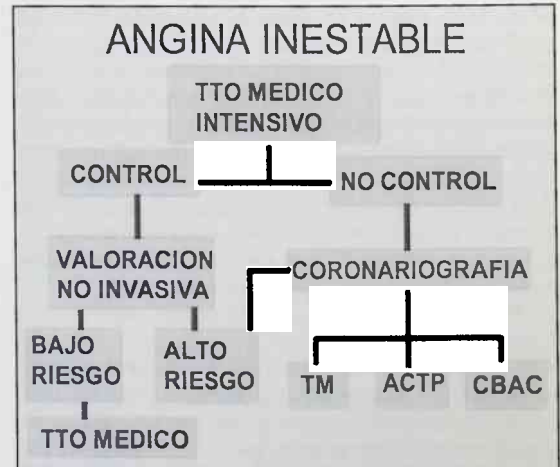 ANGINA INESTABLE
TTO MEDICO
INTENSIVO
CONTROL
NO CONTROL
VALORACION
NO INVASIVA
CORONARIOGRAFIA
BAJO
RIESGO
ALTO
RIESGO
TM
ACTP
CBAC
TTO MEDICO